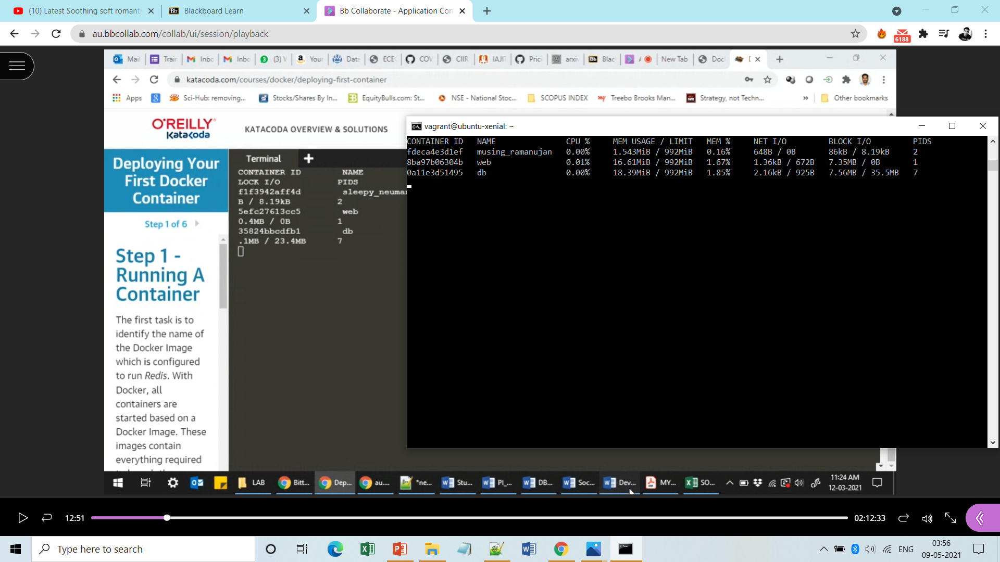 (10) Latest Soothing soft romanti
Blackboard Learn
Bb Collaborate - Application Con
au.bbcollab.com/collab/ui/session/playback
6188
Mail
Train
Inbo
Inbo
(3) V
Your
Data
ECE
COV
CIIR
IAJIT
Pric
arxiv
Blac
New Tab
Doc
katacoda.com/courses/docker/deploying-first-container
Apps
Sci-Hub: removing...
Stocks/Shares By In...
EquityBulls.com: St...
NSE - National Stoc...
SCOPUS INDEX
Treebo Brooks Man...
Strategy, not Techn...
»
Other bookmarks
O'REILLY
Katacoda
KATACODA OVERVIEW & SOLUTIONS
Deploying Your
First Docker
Container
Step 1 of 6
Step 1 -
Running A
Container
The first task is to
identify the name of
the Docker Image
which is configured
to run Redis. With
Docker, all
containers are
started based on a
Docker Image. These
images contain
everything required
Terminal
CONTAINER ID NAME
LOCK I/O PIDS
f1f3942aff4d sleepy_neuma
B / 8.19kB 2
5efc27613cc5 web
0.4MB / 0B 1
35824bbcdfb1 db
.1MB / 23.4MB 7
vagrant@ubuntu-xenial: ~
CONTAINER ID NAME CPU % MEM USAGE / LIMIT MEM % NET I/O BLOCK I/O PIDS
fdeca4e3d1ef musing_ramanujan 0.00% 1.543MiB / 992MiB 0.16% 648B / 0B 86kB / 8.19kB 2
8ba97b06304b web 0.01% 16.61MiB / 992MiB 1.67% 1.36kB / 672B 7.35MB / 0B 1
0a11e3d51495 db 0.00% 18.39MiB / 992MiB 1.85% 2.16kB / 925B 7.56MB / 35.5MB 7
LAB
Bitt...
Dep...
au....
*ne...
Stu...
PI_...
DB...
Soc...
Dev...
MY...
SO...
11:24 AM
12-03-2021
12:51
02:12:33
Type here to search
ENG
03:56
09-05-2021